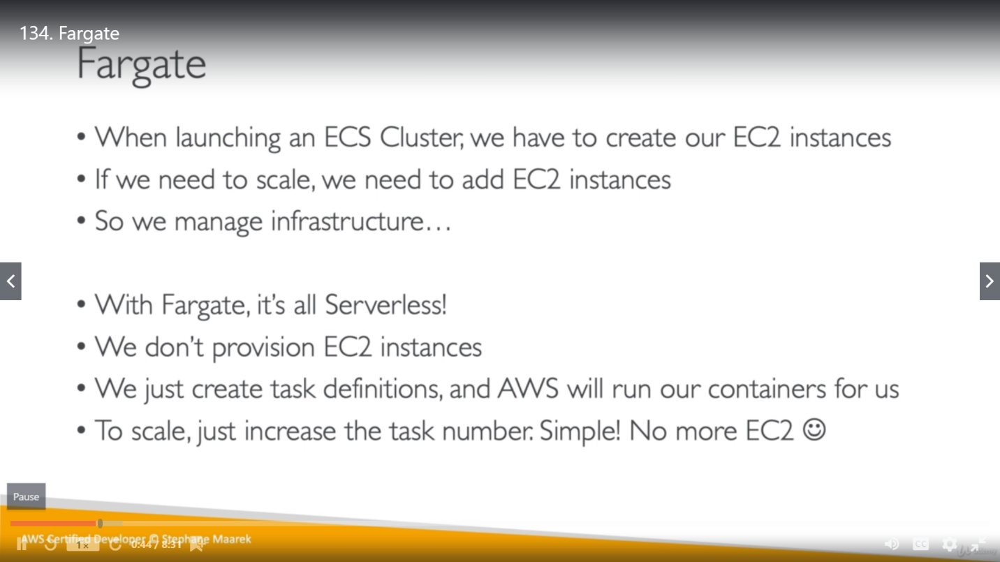 134. Fargate
Fargate
• When launching an ECS Cluster, we have to create our EC2 instances
• If we need to scale, we need to add EC2 instances
• So we manage infrastructure…
• With Fargate, it's all Serverless!
• We don't provision EC2 instances
• We just create task definitions, and AWS will run our containers for us
• To scale, just increase the task number. Simple! No more EC2 ☺
Pause
AWS Certified Developer © Stephane Maarek
1x
0:44 / 8:31
CC